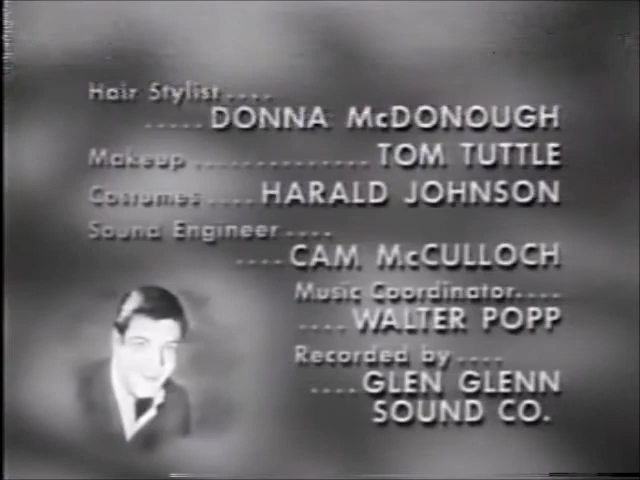 Hair Stylist....
.....DONNA McDONOUGH
Makeup...............TOM TUTTLE
Costumes....HARALD JOHNSON
Sound Engineer....
....CAM McCULLOCH
Music Coordinator....
....WALTER POPP
Recorded by....
....GLEN GLENN
SOUND CO.